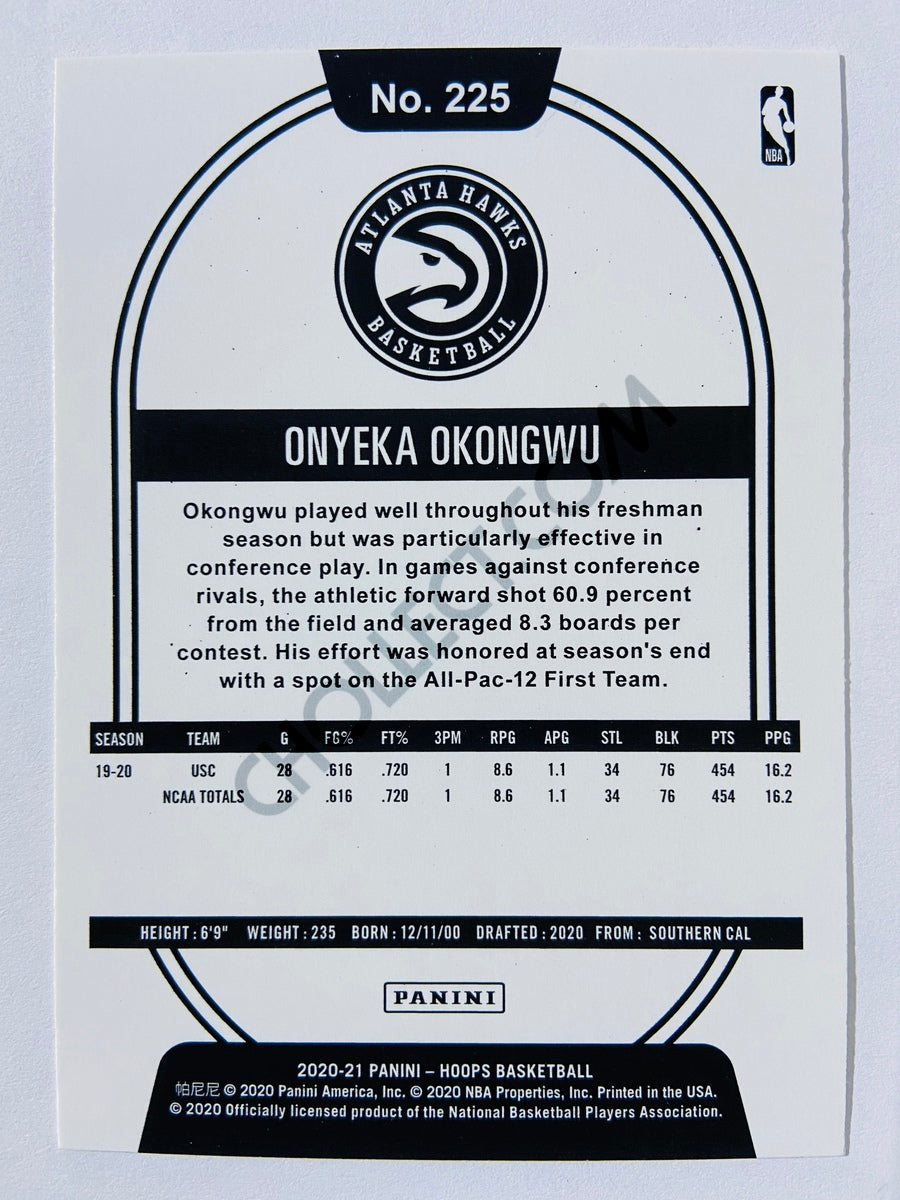 No. 225
NBA
ATLANTA HAWKS
BASKETBALL
ONYEKA OKONGWU
Okongwu played well throughout his freshman
season but was particularly effective in
conference play. In games against conference
rivals, the athletic forward shot 60.9 percent
from the field and averaged 8.3 boards per
contest. His effort was honored at season's end
with a spot on the All-Pac-12 First Team.
CHOLLECT.COM
SEASON TEAM G FG% FT% 3PM RPG APG STL BLK PTS PPG
19-20 USC 28 .616 .720 1 8.6 1.1 34 76 454 16.2
NCAA TOTALS 28 .616 .720 1 8.6 1.1 34 76 454 16.2
HEIGHT: 6'9" WEIGHT: 235 BORN: 12/11/00 DRAFTED: 2020 FROM: SOUTHERN CAL
PANINI
2020-21 PANINI – HOOPS BASKETBALL
帕尼尼 © 2020 Panini America, Inc. © 2020 NBA Properties, Inc. Printed in the USA.
© 2020 Officially licensed product of the National Basketball Players Association.